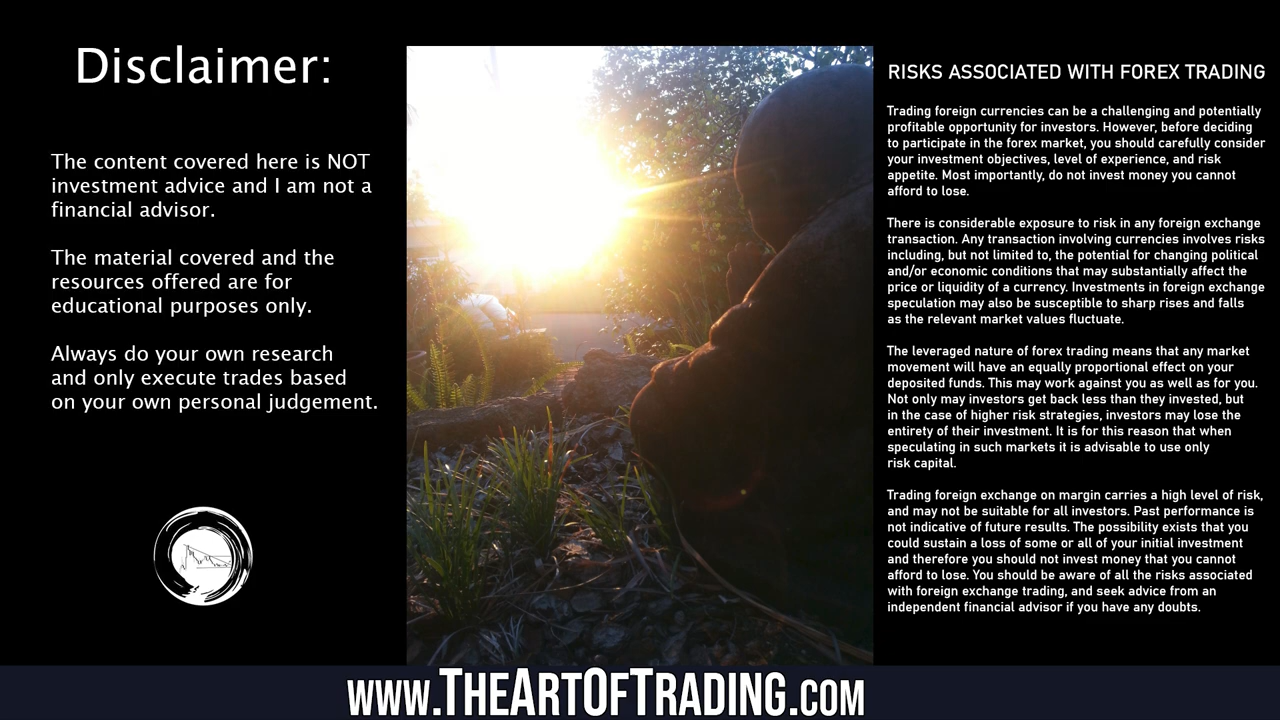 Disclaimer:
The content covered here is NOT
investment advice and I am not a
financial advisor.
The material covered and the
resources offered are for
educational purposes only.
Always do your own research
and only execute trades based
on your own personal judgement.
RISKS ASSOCIATED WITH FOREX TRADING
Trading foreign currencies can be a challenging and potentially
profitable opportunity for investors. However, before deciding
to participate in the forex market, you should carefully consider
your investment objectives, level of experience, and risk
appetite. Most importantly, do not invest money you cannot
afford to lose.
There is considerable exposure to risk in any foreign exchange
transaction. Any transaction involving currencies involves risks
including, but not limited to, the potential for changing political
and/or economic conditions that may substantially affect the
price or liquidity of a currency. Investments in foreign exchange
speculation may also be susceptible to sharp rises and falls
as the relevant market values fluctuate.
The leveraged nature of forex trading means that any market
movement will have an equally proportional effect on your
deposited funds. This may work against you as well as for you.
Not only may investors get back less than they invested, but
in the case of higher risk strategies, investors may lose the
entirety of their investment. It is for this reason that when
speculating in such markets it is advisable to use only
risk capital.
Trading foreign exchange on margin carries a high level of risk,
and may not be suitable for all investors. Past performance is
not indicative of future results. The possibility exists that you
could sustain a loss of some or all of your initial investment
and therefore you should not invest money that you cannot
afford to lose. You should be aware of all the risks associated
with foreign exchange trading, and seek advice from an
independent financial advisor if you have any doubts.
WWW.THEARTOFTRADING.COM